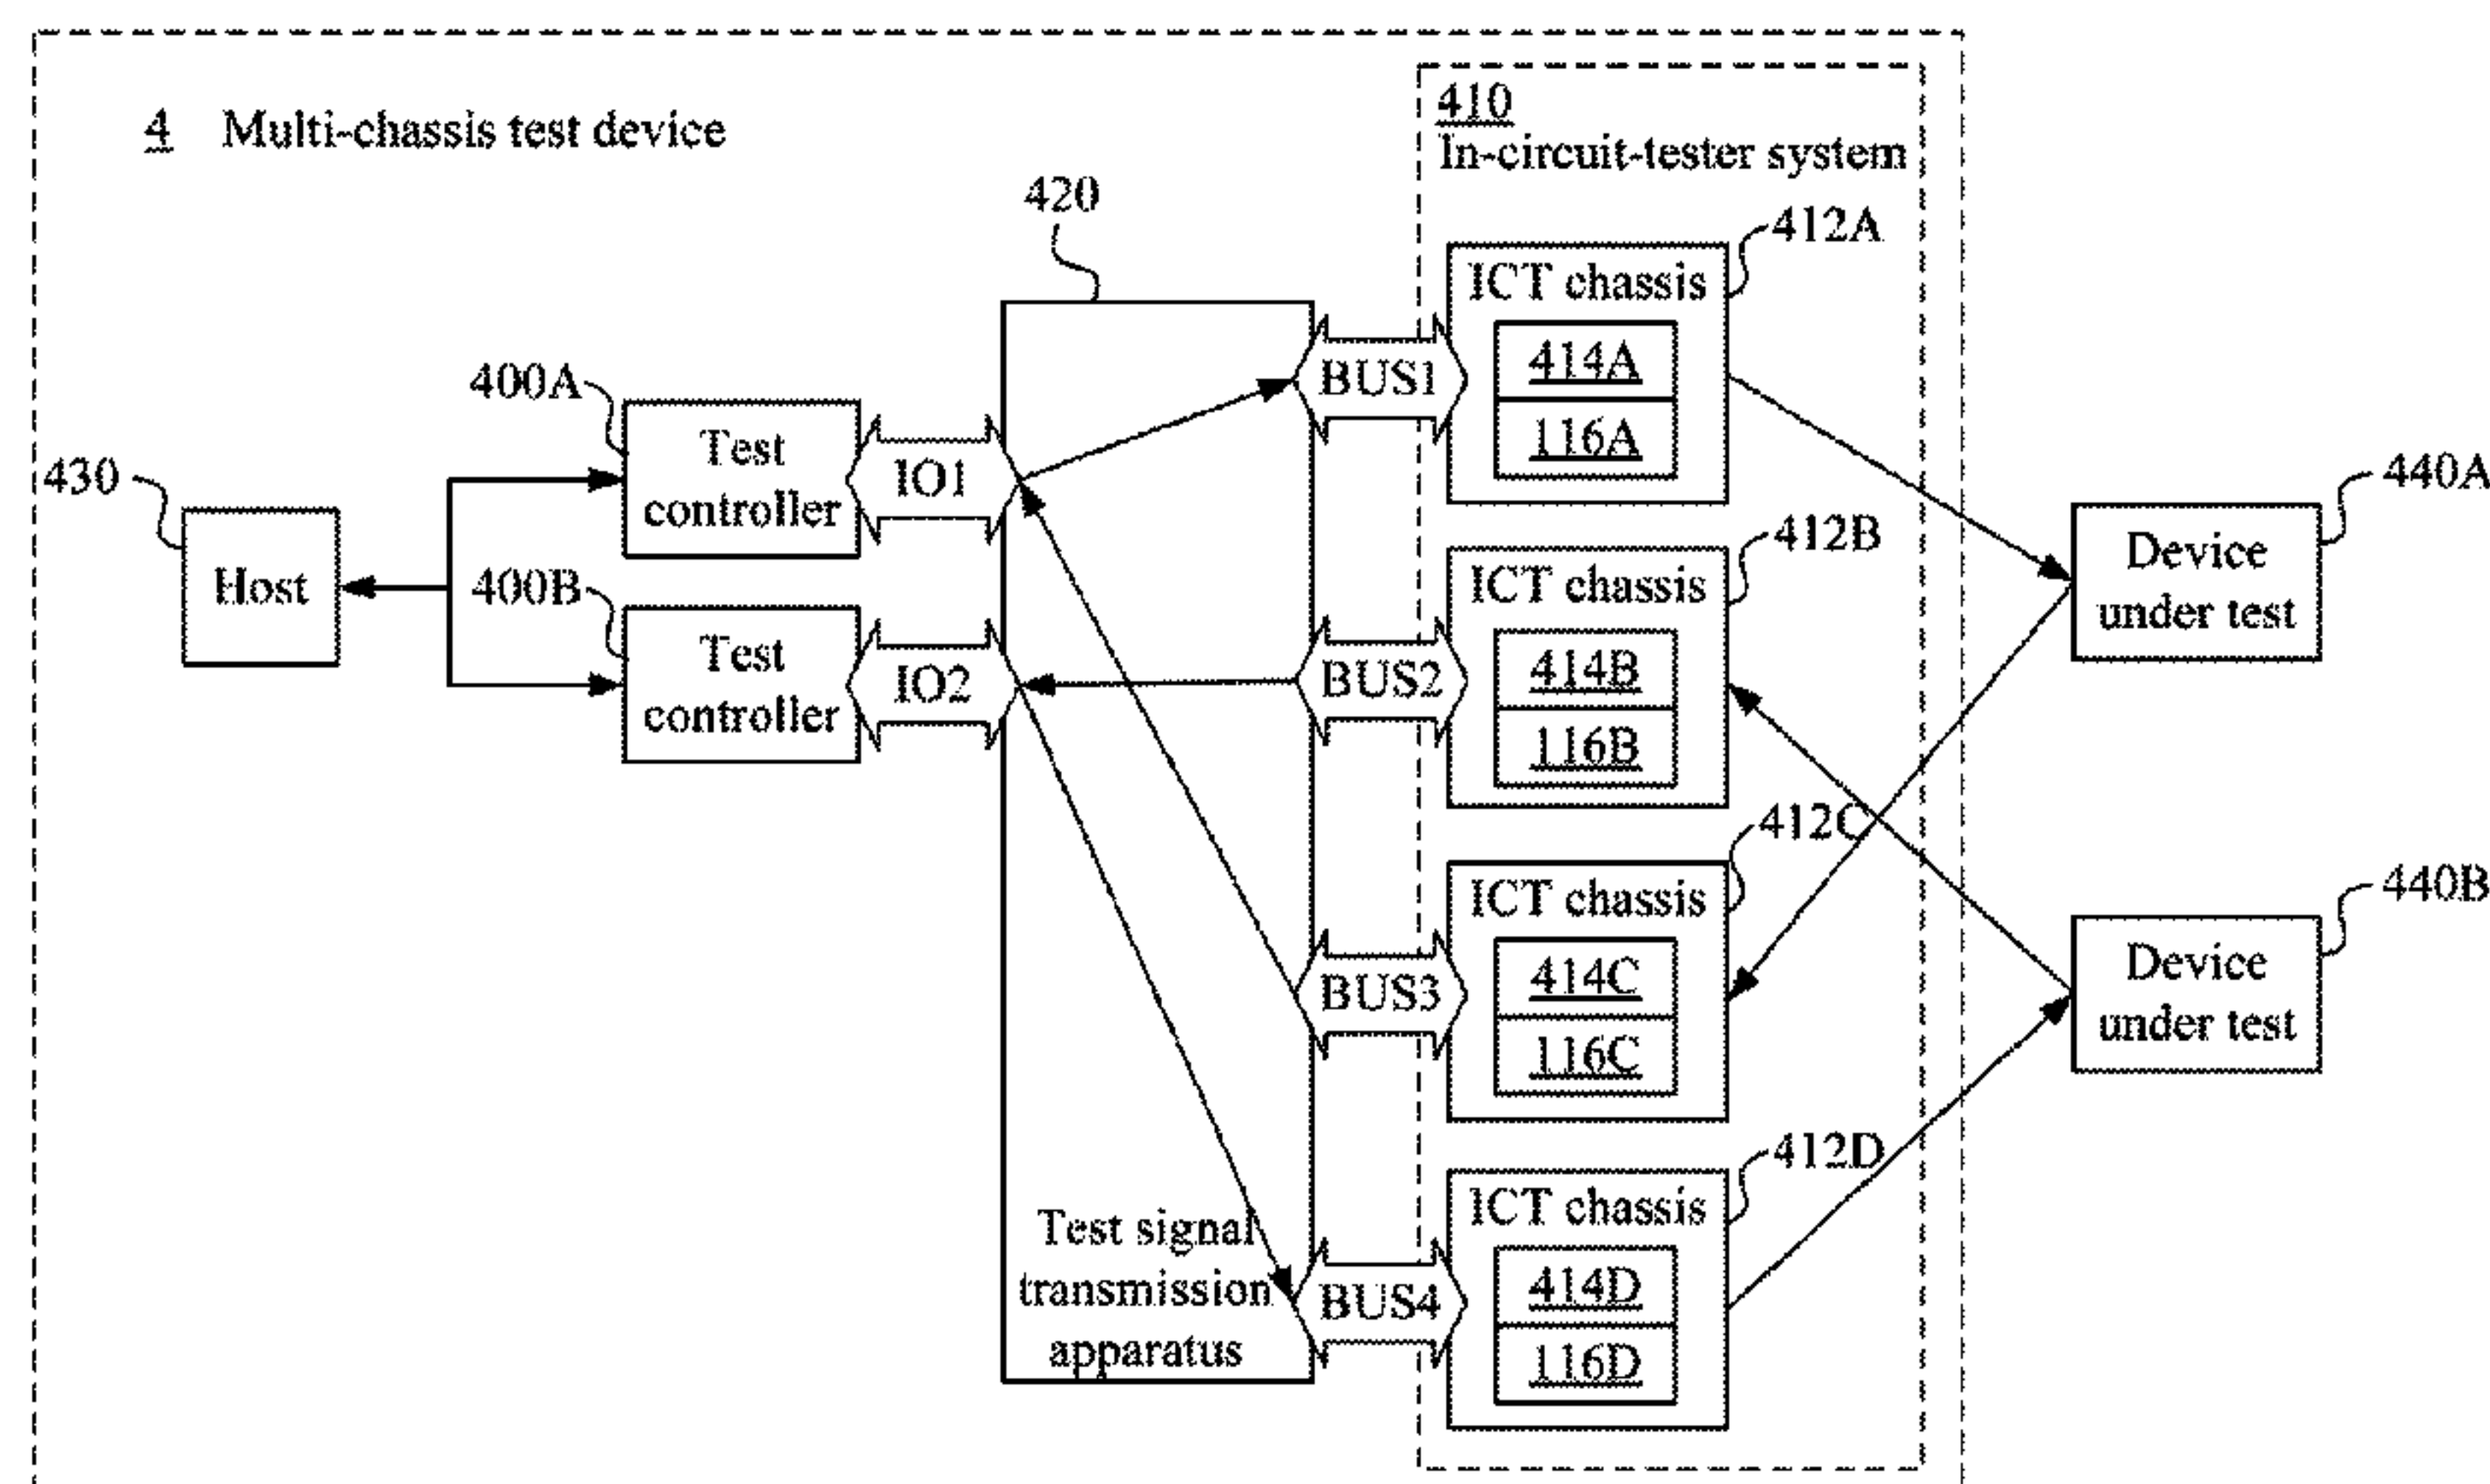 4 Multi-chassis test device
410
In-circuit-tester system
420
412A
ICT chassis
414A
116A
BUS1
400A
Test
controller
IO1
430
Host
440A
Device
under test
412B
ICT chassis
414B
116B
BUS2
400B
Test
controller
IO2
412C
ICT chassis
414C
116C
BUS3
440B
Device
under test
412D
ICT chassis
414D
116D
BUS4
Test signal
transmission
apparatus